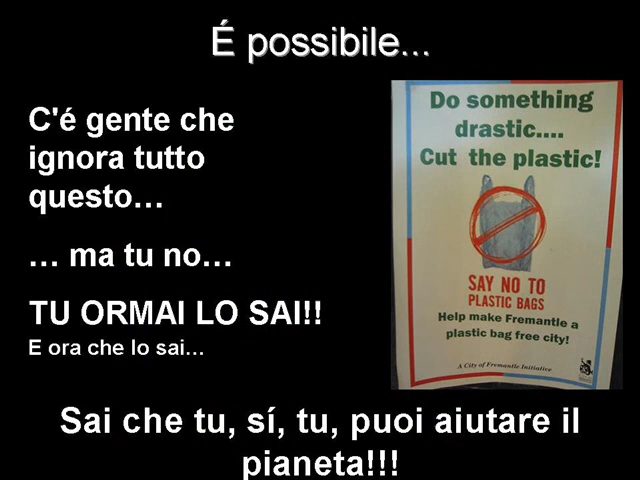 É possibile...
C'é gente che
ignora tutto
questo...
... ma tu no...
TU ORMAI LO SAI!!
E ora che lo sai...
Do something
drastic....
Cut the plastic!
SAY NO TO
PLASTIC BAGS
Help make Fremantle a
plastic bag free city!
A City of Fremantle Initiative
Sai che tu, sí, tu, puoi aiutare il
pianeta!!!